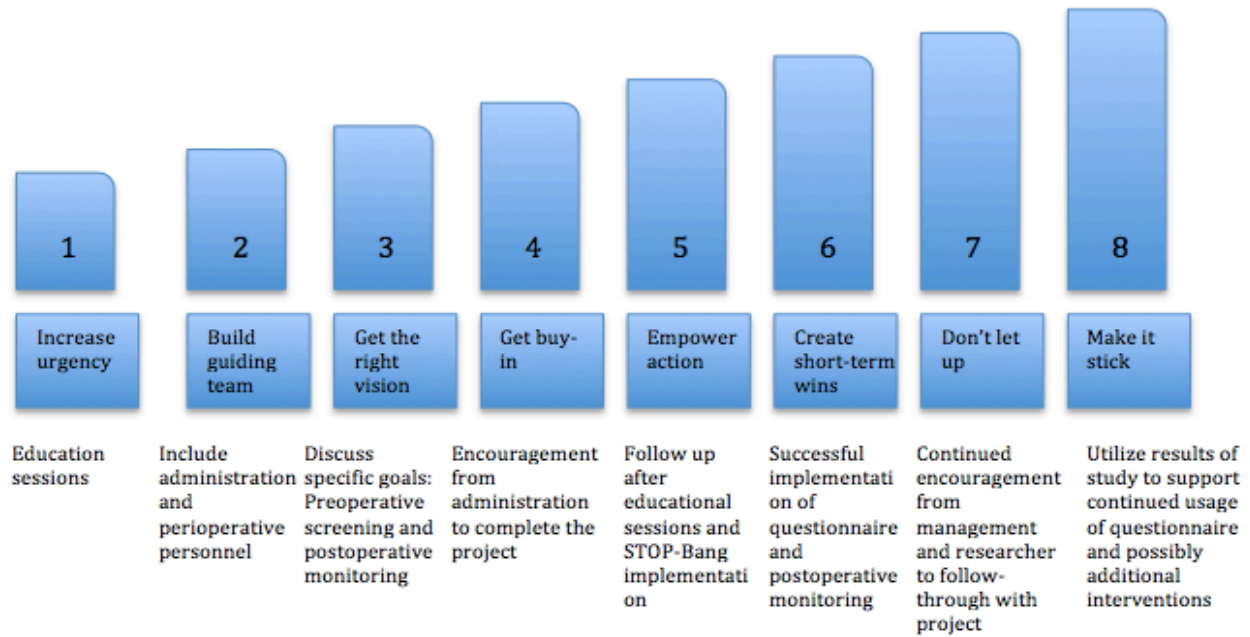 1
2
3
4
5
6
7
8
Increase
urgency
Build
guiding
team
Get the
right
vision
Get buy-
in
Empower
action
Create
short-term
wins
Don't let
up
Make it
stick
Education
sessions
Include
administration
and
perioperative
personnel
Discuss
specific goals:
Preoperative
screening and
postoperative
monitoring
Encouragement
from
administration
to complete the
project
Follow up
after
educational
sessions and
STOP-Bang
implementati
on
Successful
implementati
on of
questionnaire
and
postoperative
monitoring
Continued
encouragement
from
management
and researcher
to follow-
through with
project
Utilize results of
study to support
continued usage
of questionnaire
and possibly
additional
interventions